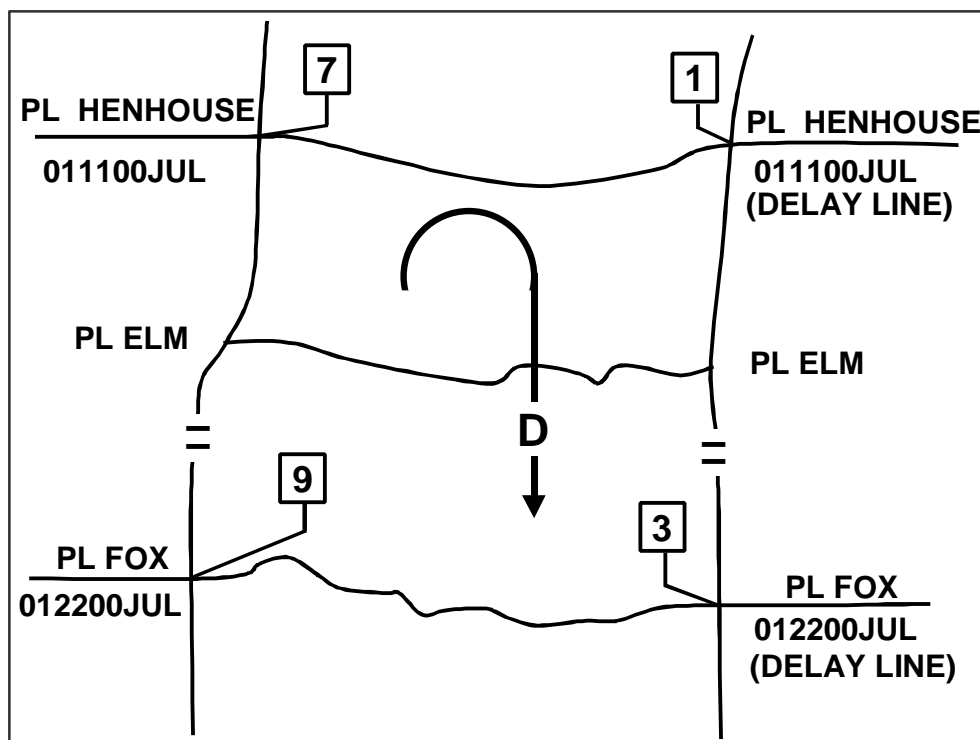 7
1
PL HENHOUSE
PL HENHOUSE
011100JUL
011100JUL
(DELAY LINE)
PL ELM
PL ELM
D
9
3
PL FOX
PL FOX
012200JUL
012200JUL
(DELAY LINE)